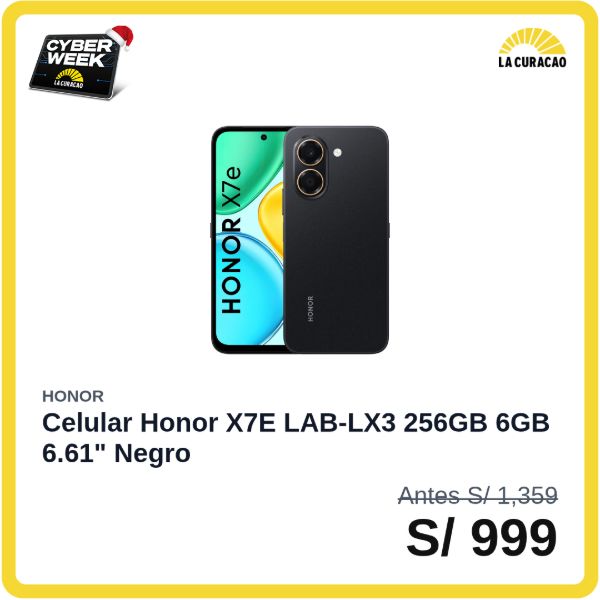 CYBER
WEEK
LA CURACAO
LA CURACAO
HONOR X7e
HONOR
HONOR
Celular Honor X7E LAB-LX3 256GB 6GB
6.61" Negro
Antes S/ 1,359
S/ 999